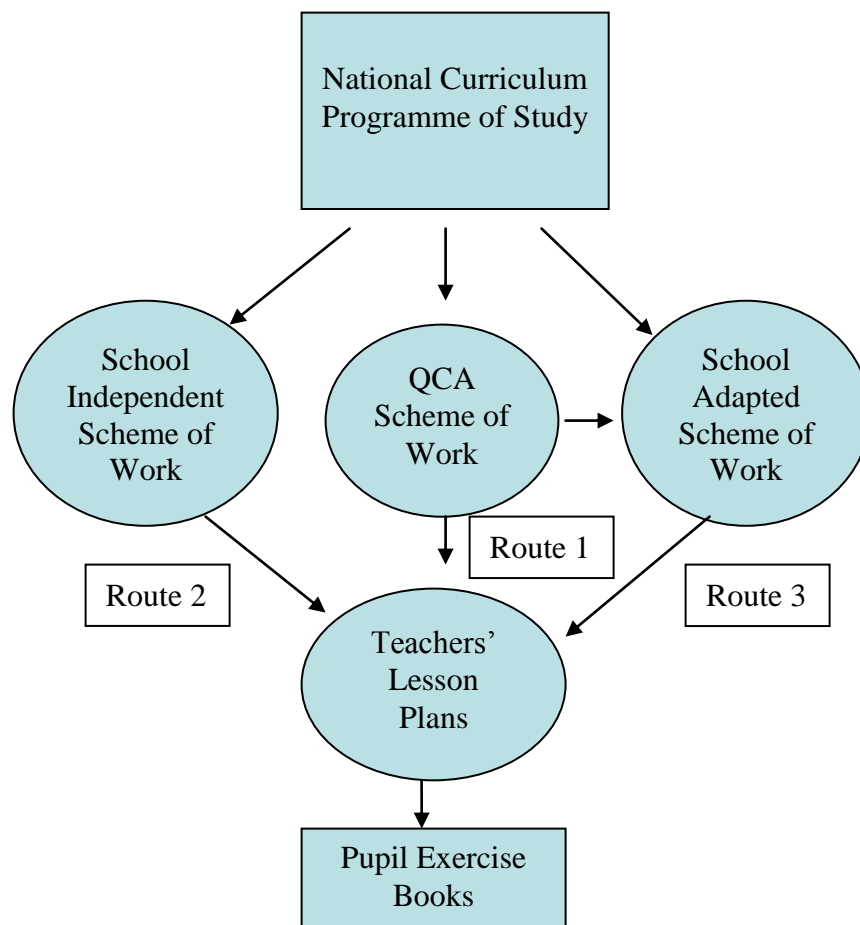 National Curriculum
Programme of Study
School
Independent
Scheme of
Work
QCA
Scheme of
Work
School
Adapted
Scheme of
Work
Route 1
Route 2
Route 3
Teachers’
Lesson
Plans
Pupil Exercise
Books